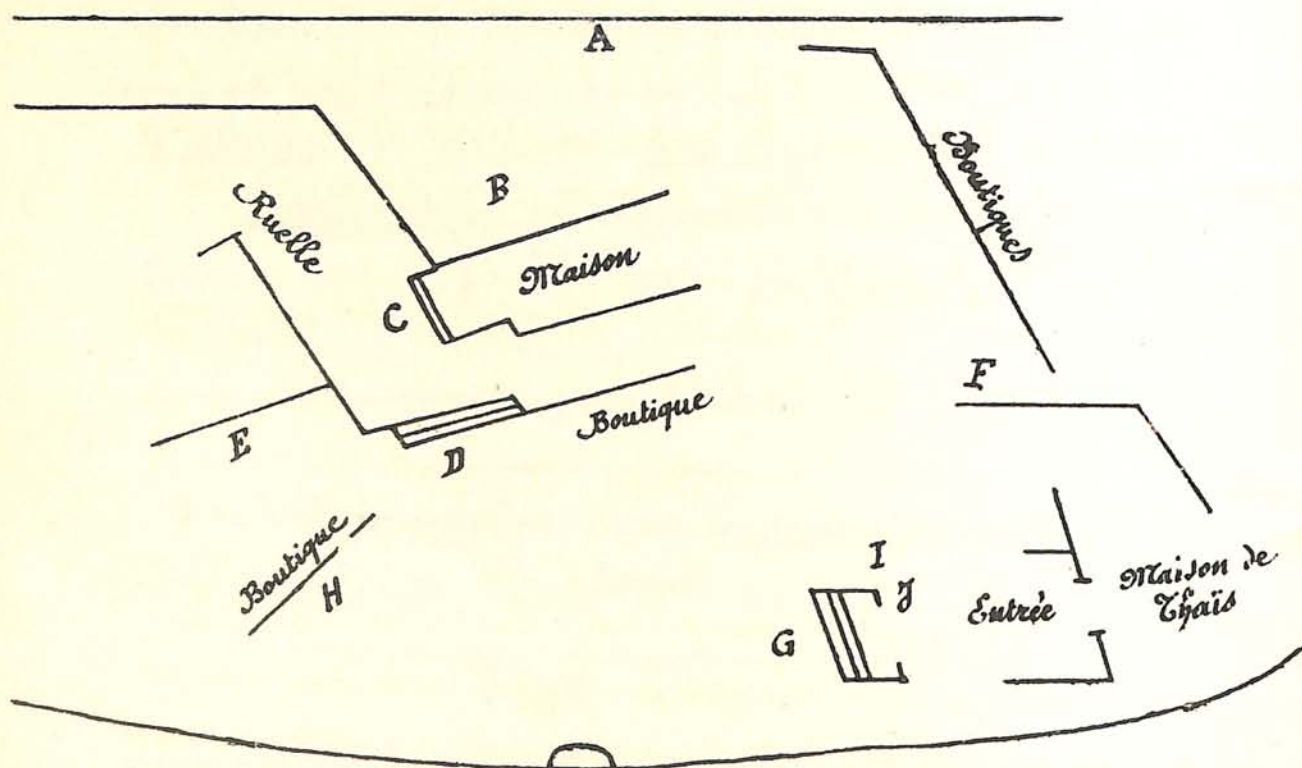 A
Boutiques
B
Ruelle
Maison
C
F
Boutique
E
D
Boutique
H
I
J
Entrée
Maison de
Thaïs
G